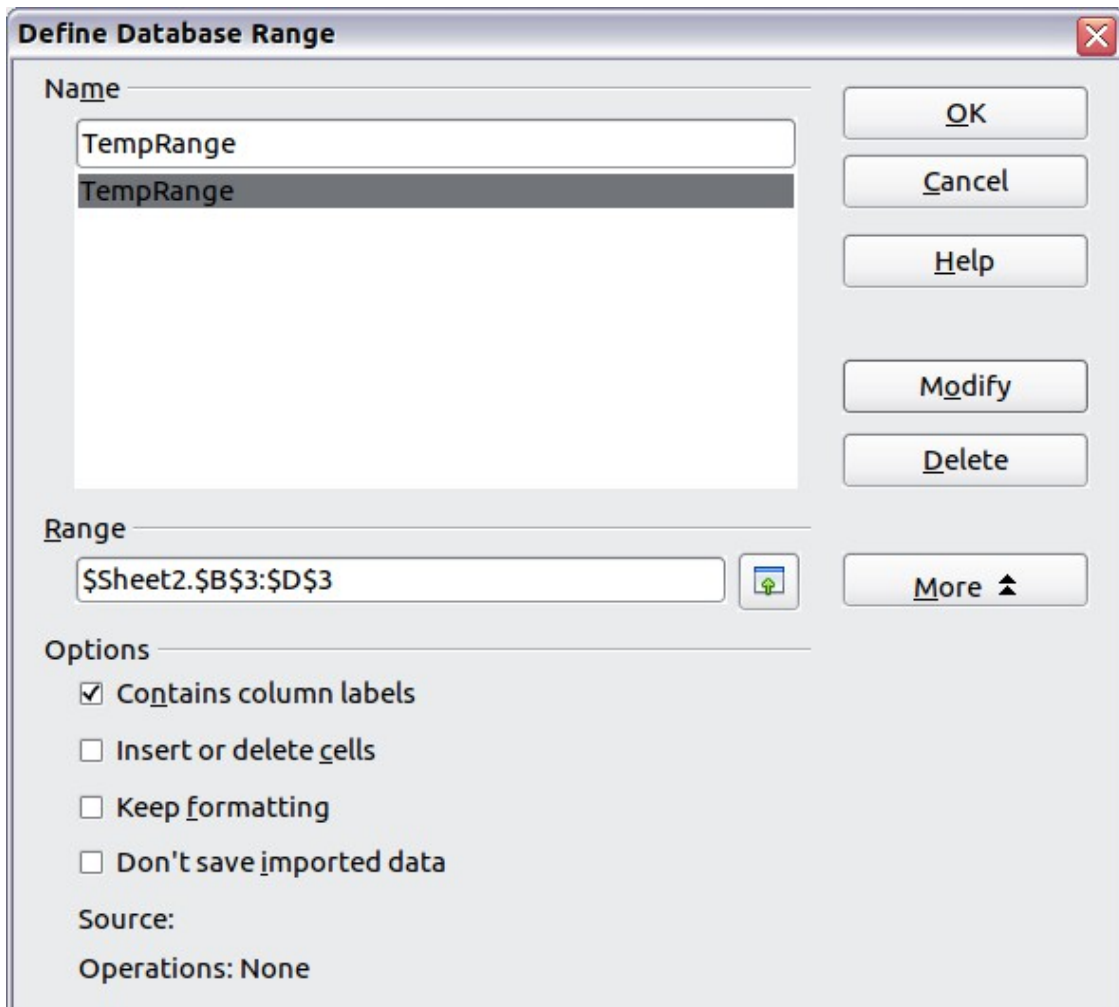 Define Database Range
Name
OK
TempRange
Cancel
TempRange
Help
Modify
Delete
Range
$Sheet2.$B$3:$D$3
More
Options
Contains column labels
Insert or delete cells
Keep formatting
Don't save imported data
Source:
Operations: None